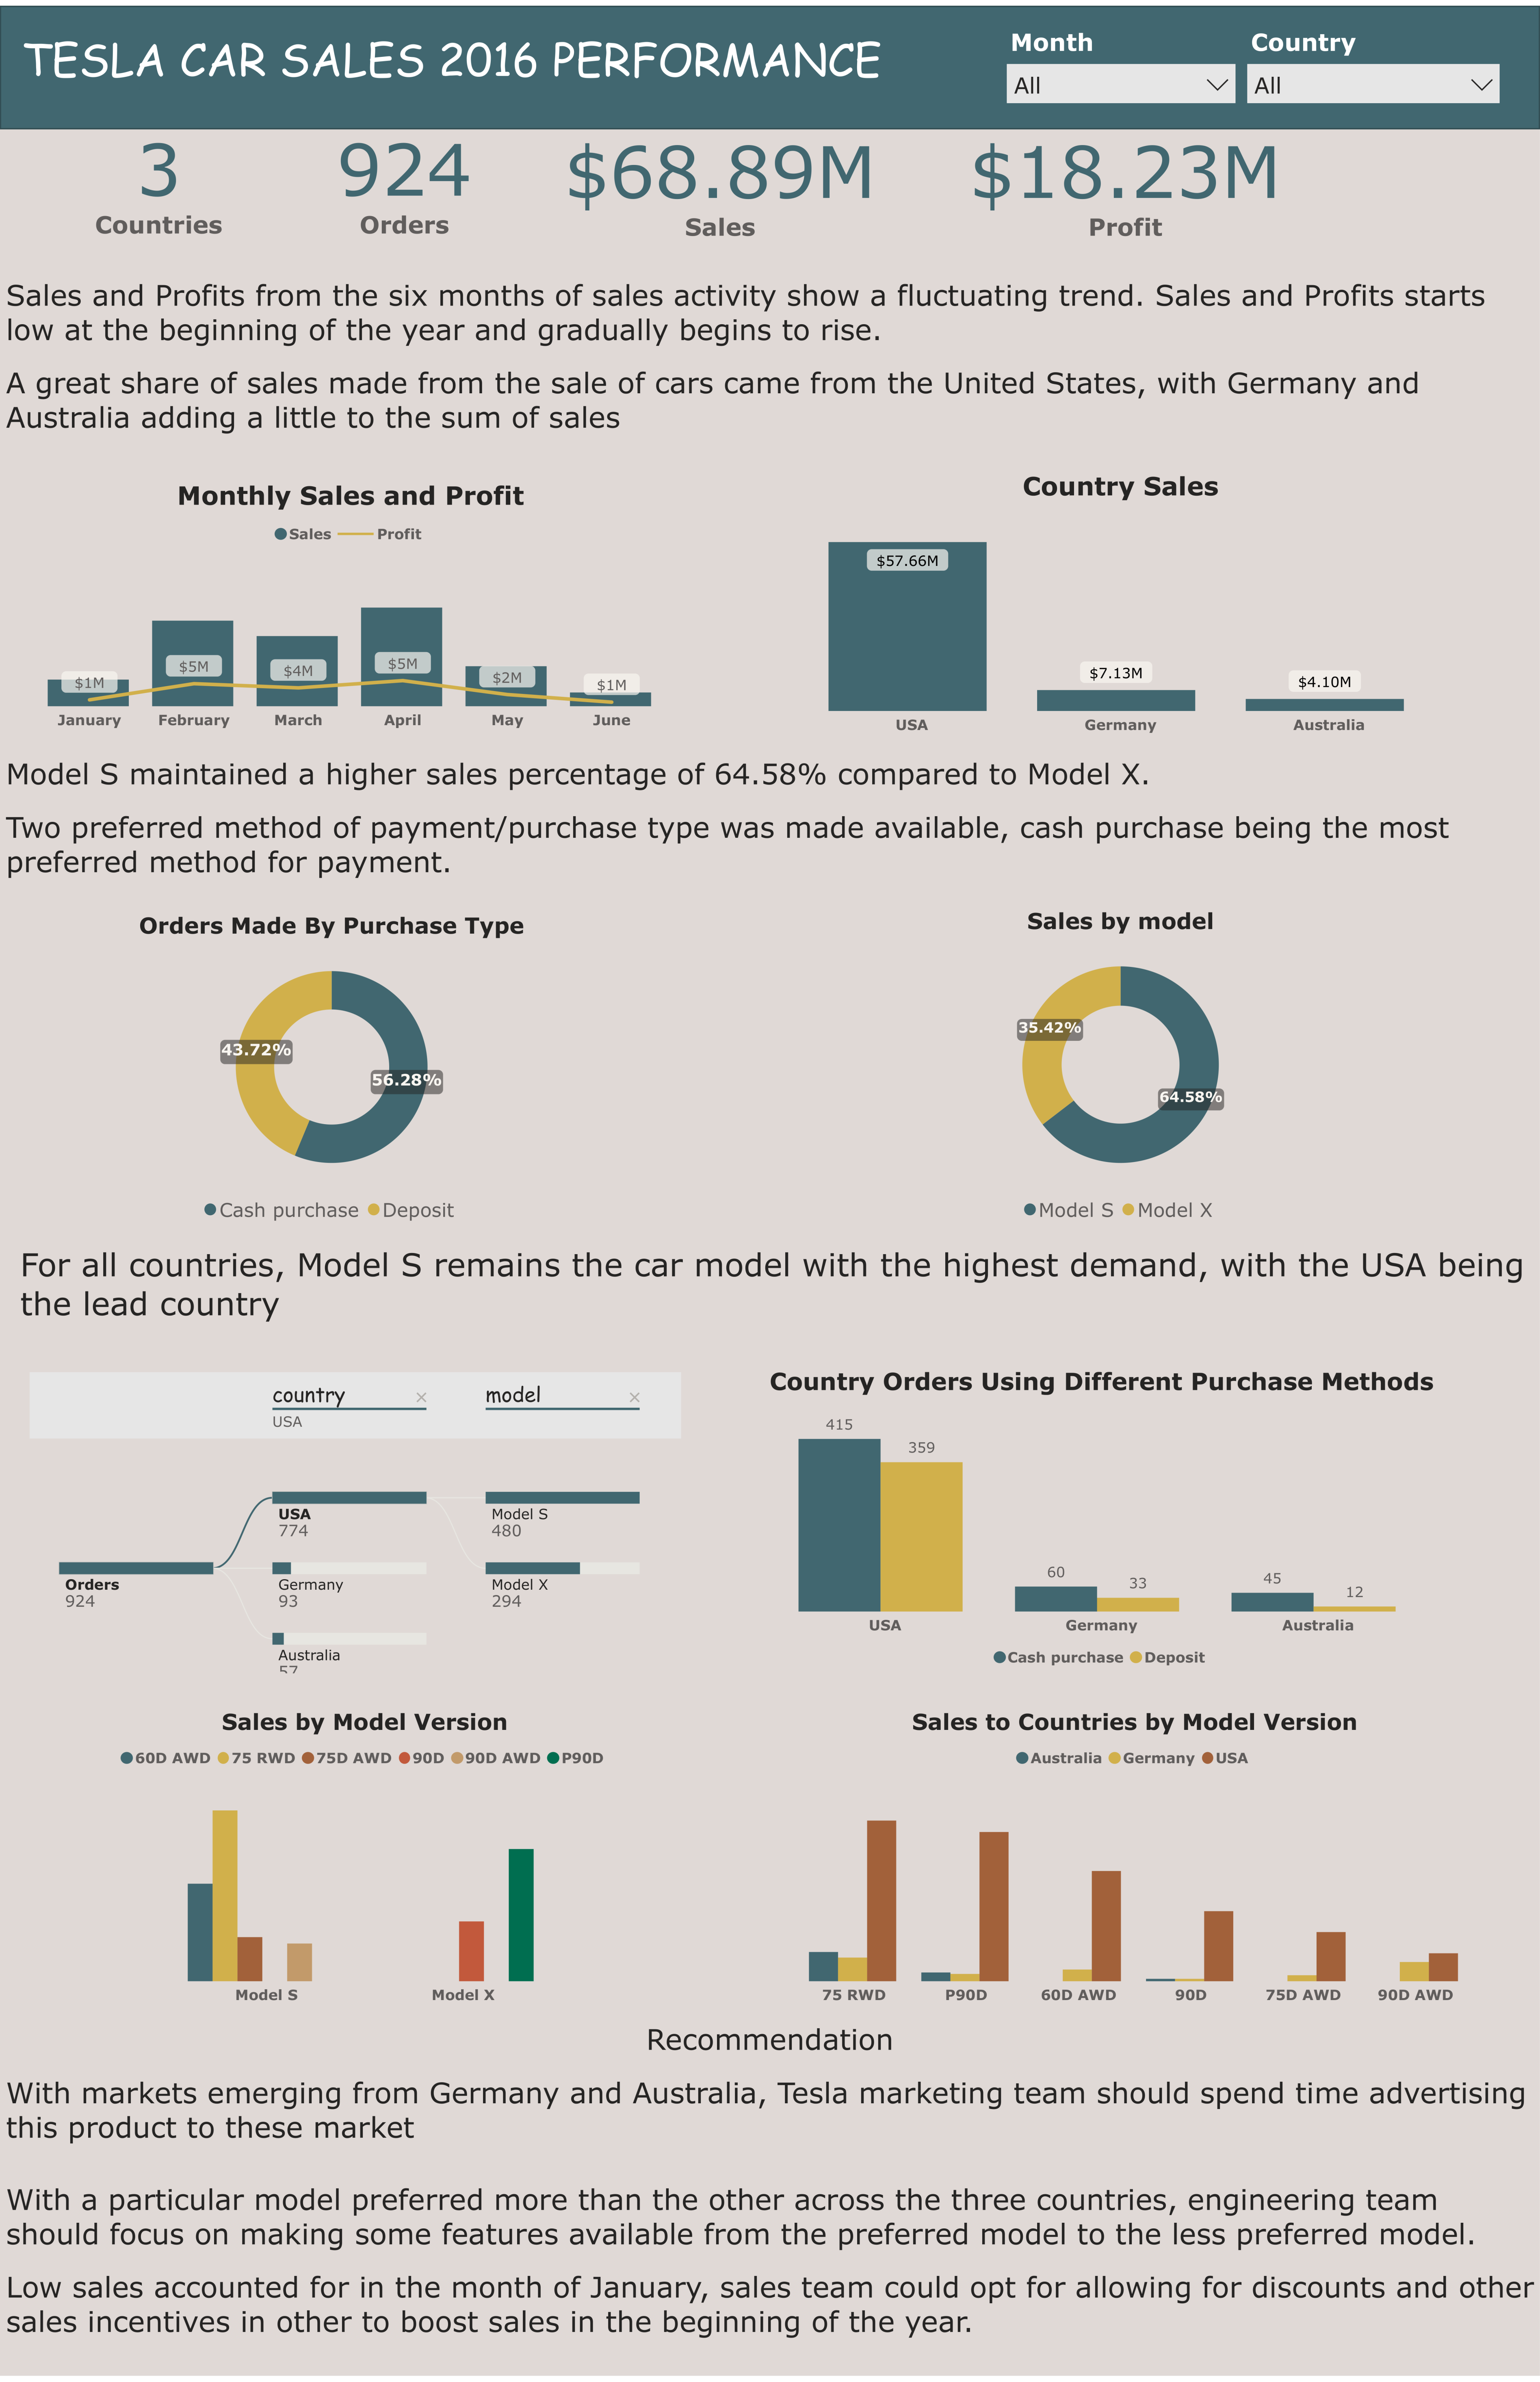 TESLA CAR SALES 2016 PERFORMANCE
Month
Country
All
All
3
924
$68.89M
$18.23M
Countries
Orders
Sales
Profit
Sales and Profits from the six months of sales activity show a fluctuating trend. Sales and Profits starts
low at the beginning of the year and gradually begins to rise.
A great share of sales made from the sale of cars came from the United States, with Germany and
Australia adding a little to the sum of sales
Monthly Sales and Profit
Sales Profit
$1M
$5M
$4M
$5M
$2M
$1M
January February March April May June
Country Sales
$57.66M
$7.13M
$4.10M
USA Germany Australia
Model S maintained a higher sales percentage of 64.58% compared to Model X.
Two preferred method of payment/purchase type was made available, cash purchase being the most
preferred method for payment.
Orders Made By Purchase Type
43.72%
56.28%
Cash purchase Deposit
Sales by model
35.42%
64.58%
Model S Model X
For all countries, Model S remains the car model with the highest demand, with the USA being
the lead country
country ×
model ×
USA
Orders
924
USA
774
Germany
93
Australia
57
Model S
480
Model X
294
Country Orders Using Different Purchase Methods
415
359
60
33
45
12
USA Germany Australia
Cash purchase Deposit
Sales by Model Version
60D AWD 75 RWD 75D AWD 90D 90D AWD P90D
Model S Model X
Sales to Countries by Model Version
Australia Germany USA
75 RWD P90D 60D AWD 90D 75D AWD 90D AWD
Recommendation
With markets emerging from Germany and Australia, Tesla marketing team should spend time advertising
this product to these market
With a particular model preferred more than the other across the three countries, engineering team
should focus on making some features available from the preferred model to the less preferred model.
Low sales accounted for in the month of January, sales team could opt for allowing for discounts and other
sales incentives in other to boost sales in the beginning of the year.